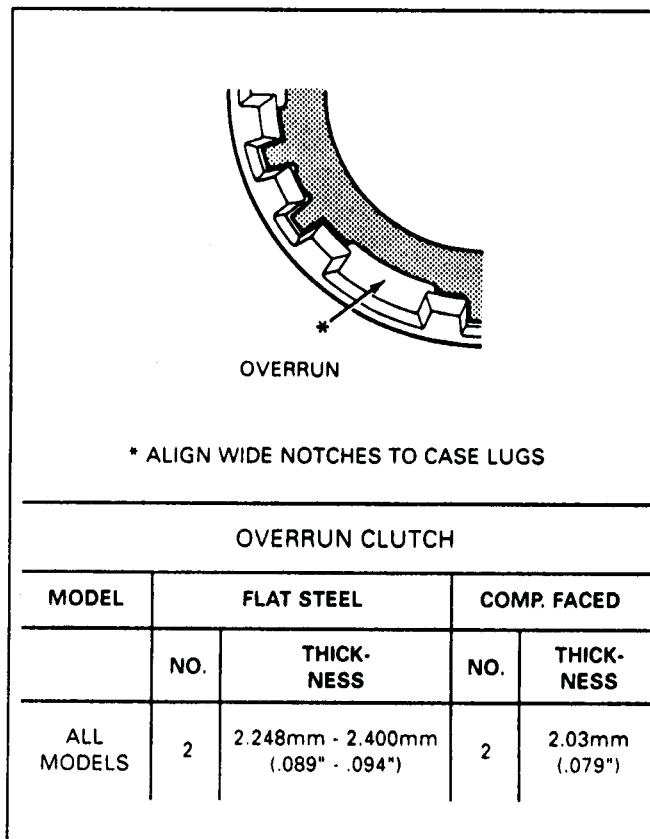 *
OVERRUN
* ALIGN WIDE NOTCHES TO CASE LUGS
OVERRUN CLUTCH
MODEL FLAT STEEL COMP. FACED
NO. THICK-NESS NO. THICK-NESS
ALL MODELS 2 2.248mm - 2.400mm (.089" - .094") 2 2.03mm (.079")